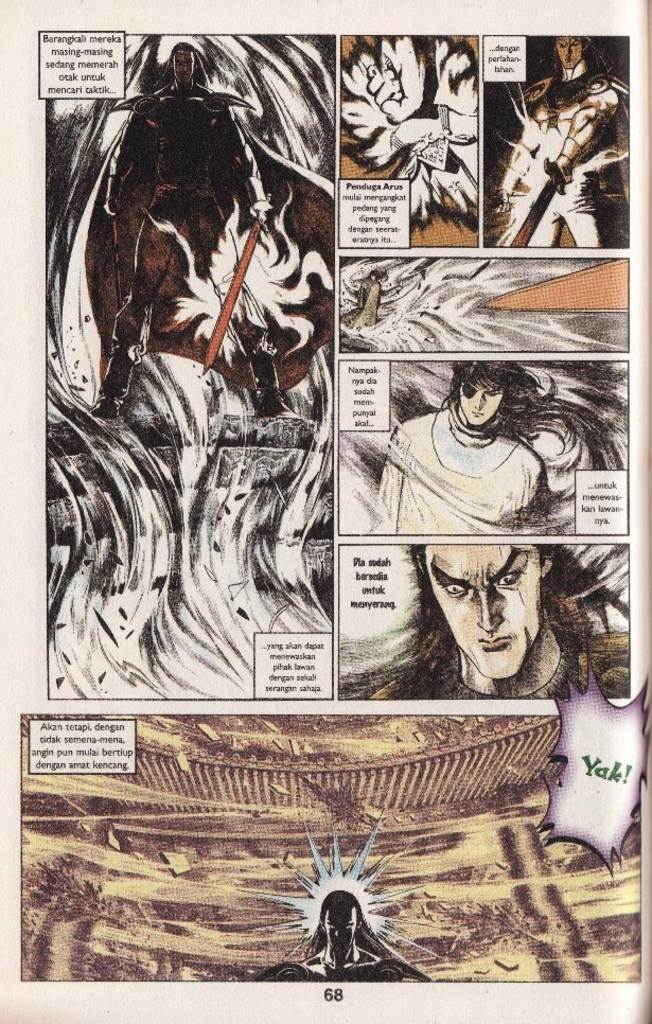 Barangkali mereka
masing-masing
sedang memerah
otak untuk
mencari taktik...
...yang akan dapat
menewaskan
pihak lawan
dengan sekali
serangan sahaja.
Penduga Arus
mulai mengangkat
pedang yang
dipegang
dengan seerat-
eratnya itu...
...dengan
perlahan-
lahan.
Nampak-
nya dia
sudah
mem-
punyai
akal...
...untuk
menewas-
kan lawan-
nya.
Dia sudah
bersedia
untuk
menyerang.
Akan tetapi, dengan
tidak semena-mena,
angin pun mulai bertiup
dengan amat kencang.
Yak!
68